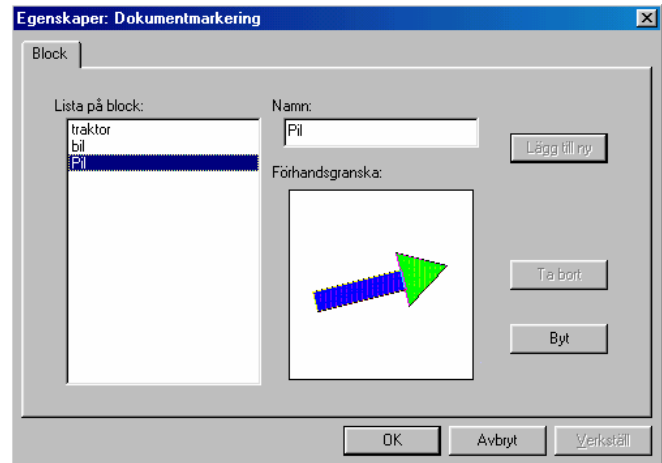 Egenskaper: Dokumentmarkering
Block
Lista på block:
traktor
bil
Pil
Namn:
Pil
Lägg till ny
Förhandsgranska:
Ta bort
Byt
OK
Avbryt
Verkställ